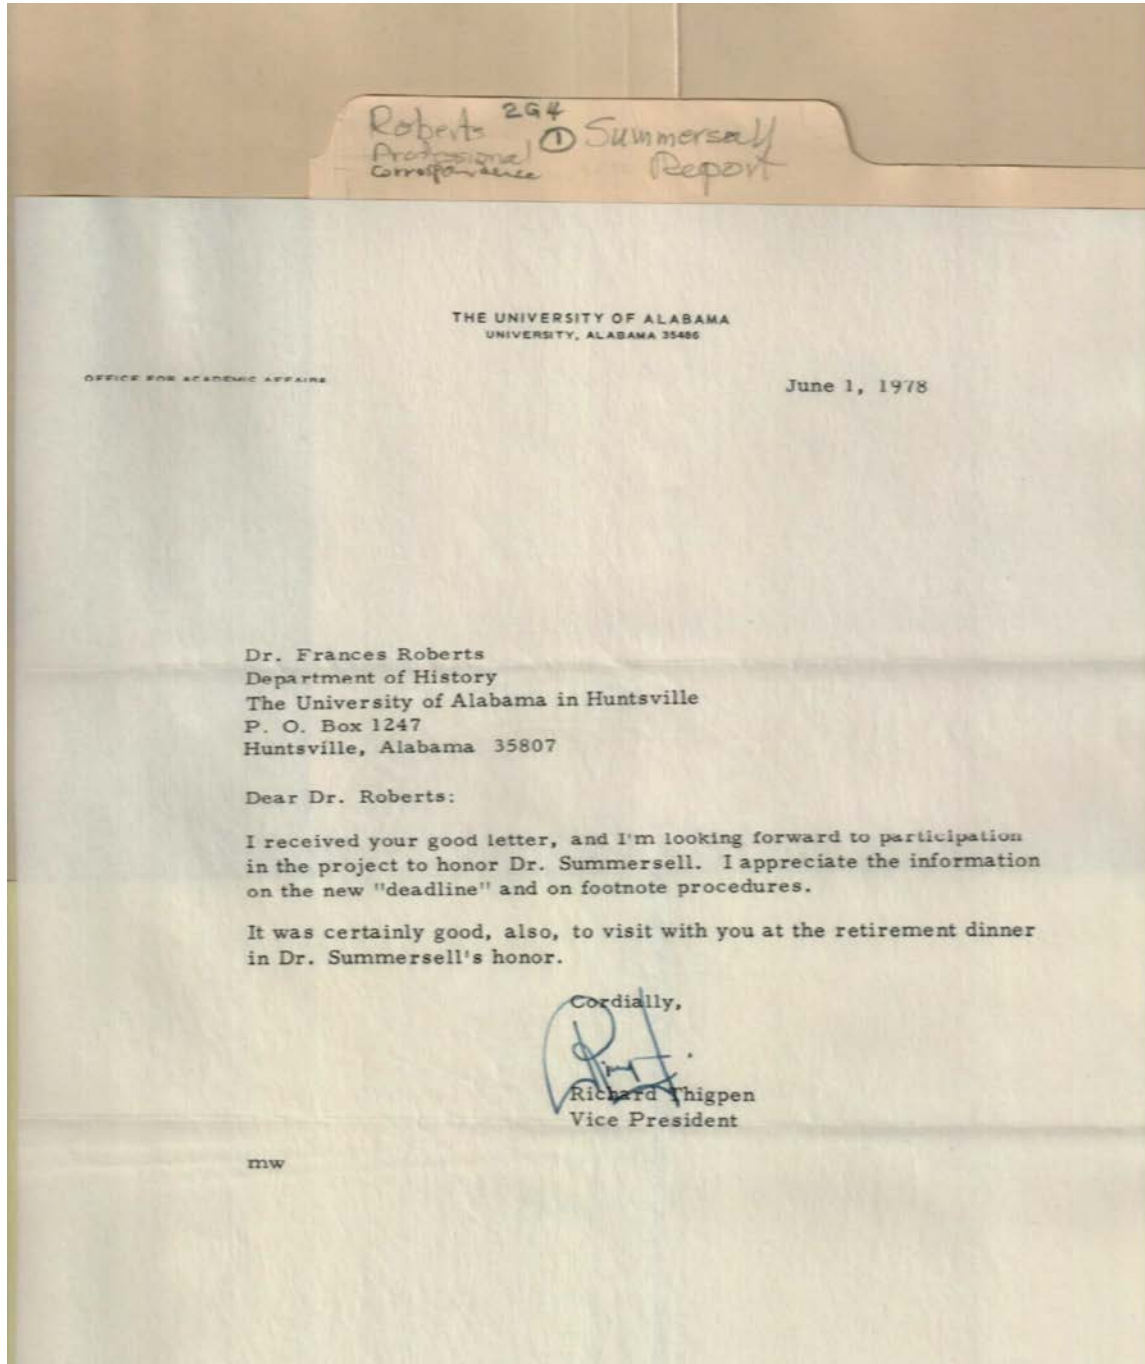 Roberts 2G4 ① Summersell
Professional Report
Correspondence
THE UNIVERSITY OF ALABAMA
UNIVERSITY, ALABAMA 35486
OFFICE FOR ACADEMIC AFFAIRS
June 1, 1978
Dr. Frances Roberts
Department of History
The University of Alabama in Huntsville
P. O. Box 1247
Huntsville, Alabama 35807
Dear Dr. Roberts:
I received your good letter, and I'm looking forward to participation
in the project to honor Dr. Summersell. I appreciate the information
on the new "deadline" and on footnote procedures.
It was certainly good, also, to visit with you at the retirement dinner
in Dr. Summersell's honor.
Cordially,
Richard Thigpen
Vice President
mw